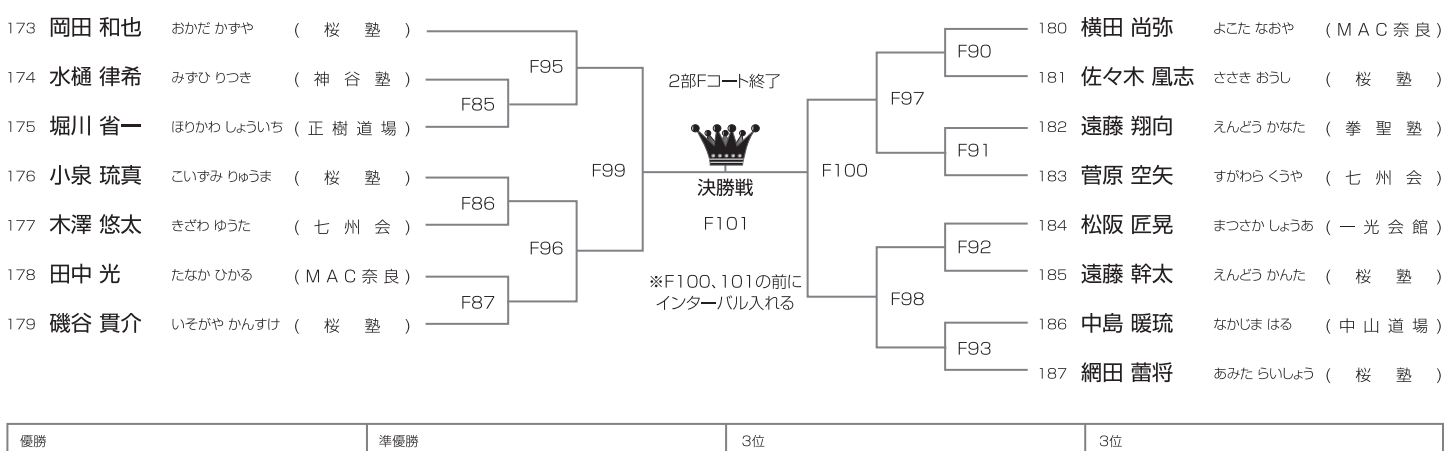 173 岡田 和也 おかだ かずや (桜塾)
174 水樋 律希 みずひ りつき (神谷塾)
175 堀川 省一 ほりかわ しょういち (正樹道場)
176 小泉 琉真 こいずみ りゅうま (桜塾)
177 木澤 悠太 きざわ ゆうた (七州会)
178 田中 光 たなか ひかる (MAC奈良)
179 磯谷 貫介 いそがや かんすけ (桜塾)
F95
F85
F99
F86
F96
F87
2部Fコート終了
決勝戦
F101
※F100、101の前に
インターバル入れる
F90
F97
F91
F100
F92
F98
F93
180 横田 尚弥 よこた なおや (MAC奈良)
181 佐々木 凰志 ささき おうし (桜塾)
182 遠藤 翔向 えんどう かなた (拳聖塾)
183 菅原 空矢 すがわら くうや (七州会)
184 松阪 匠晃 まつさか しょうあ (一光会館)
185 遠藤 幹太 えんどう かんた (桜塾)
186 中島 暖琉 なかじま はる (中山道場)
187 網田 蕾将 あみた らいしょう (桜塾)
優勝
準優勝
3位
3位